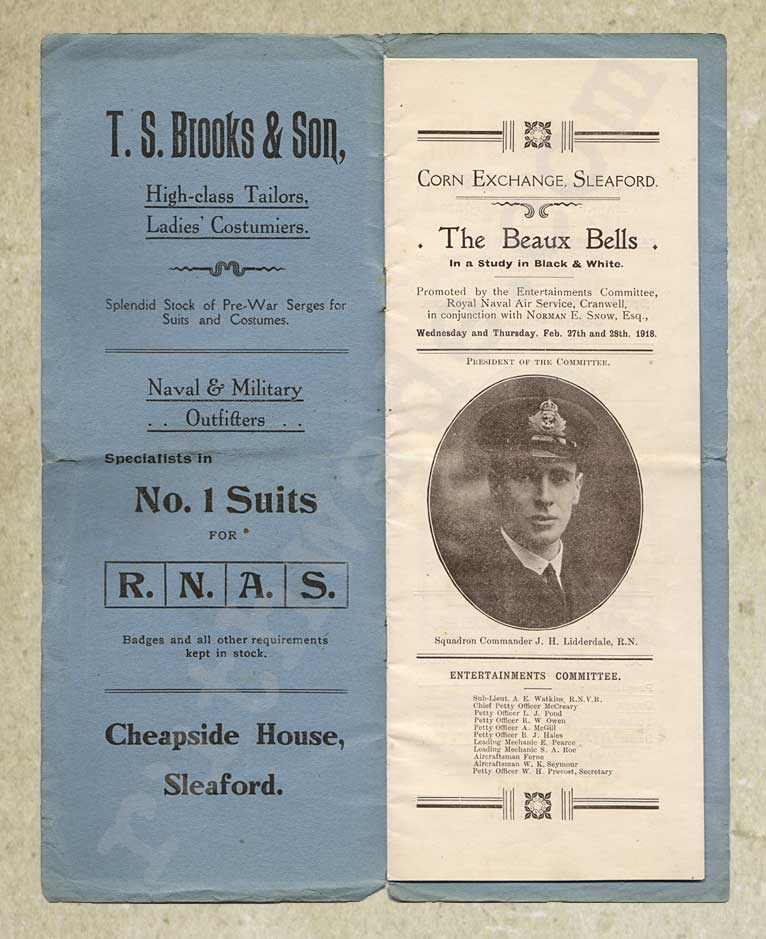 T. S. Brooks & Son,
High-class Tailors,
Ladies' Costumiers.
Splendid Stock of Pre-War Serges for
Suits and Costumes.
Naval & Military
. . Outfitters . .
Specialists in
No. 1 Suits
FOR
R. N. A. S.
Badges and all other requirements
kept in stock.
Cheapside House,
Sleaford.
CORN EXCHANGE, SLEAFORD.
. The Beaux Bells .
In a Study in Black & White.
Promoted by the Entertainments Committee,
Royal Naval Air Service, Cranwell,
in conjunction with NORMAN E. SNOW, Esq.,
Wednesday and Thursday. Feb. 27th and 28th. 1918.
PRESIDENT OF THE COMMITTEE.
Squadron Commander J. H. Lidderdale, R.N.
ENTERTAINMENTS COMMITTEE.
Sub-Lieut. A. E. Watkins, R.N.V.R.
Chief Petty Officer McCreary
Petty Officer L. J. Pond
Petty Officer R. W. Owen
Petty Officer A. McGill
Petty Officer B. J. Hales
Leading Mechanic E. Pearce
Leading Mechanic S. A. Roe
Aircraftsman Ferne
Aircraftsman W. K. Seymour
Petty Officer W. H. Prevost, Secretary